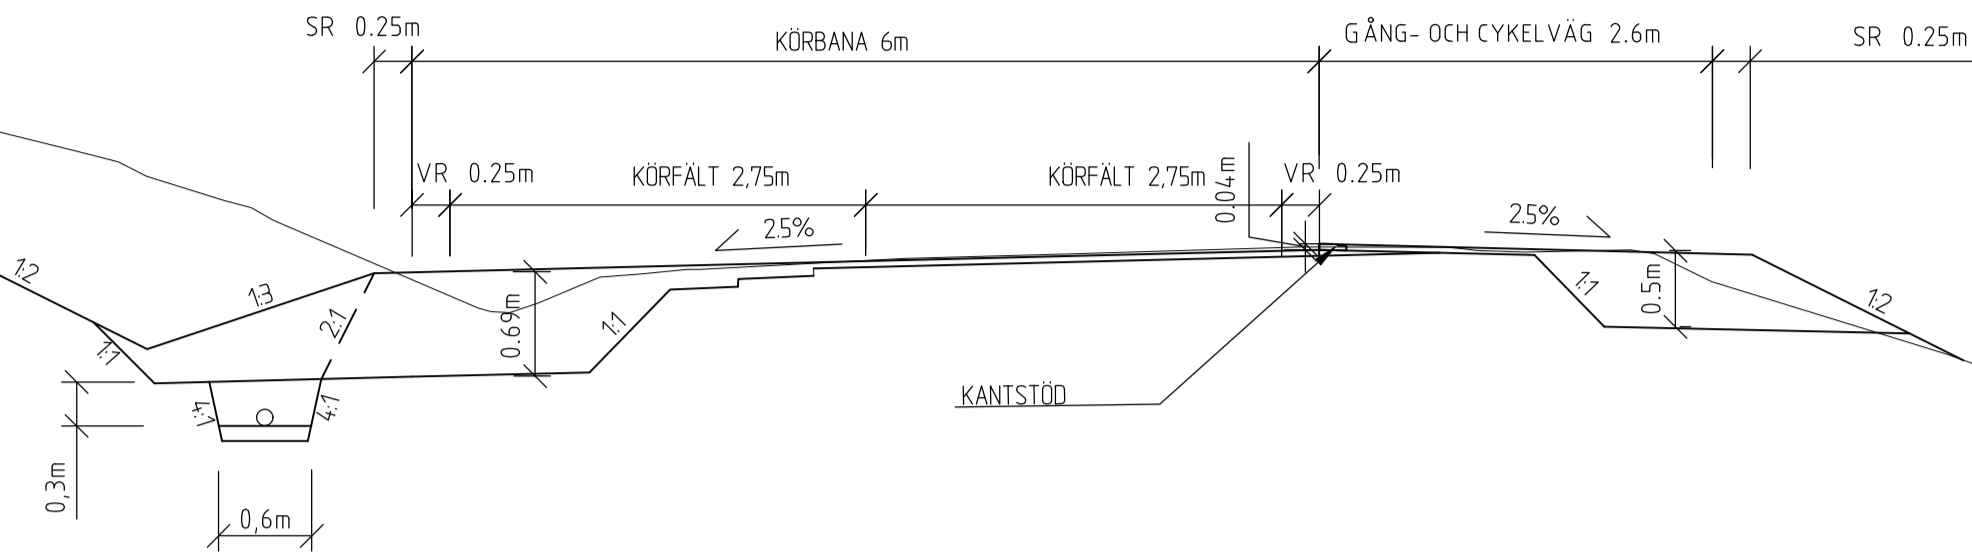 SR 0.25m
KÖRBANA 6m
GÅNG- OCH CYKELVÄG 2.6m
SR 0.25m
VR 0.25m
KÖRFÄLT 2,75m
KÖRFÄLT 2,75m
0.04m
VR 0.25m
2.5%
2.5%
1:2
1:3
2:1
0.69m
1:1
1:1
0.5m
1:2
1:1
4:1
4:1
KANTSTÖD
0,3m
0,6m